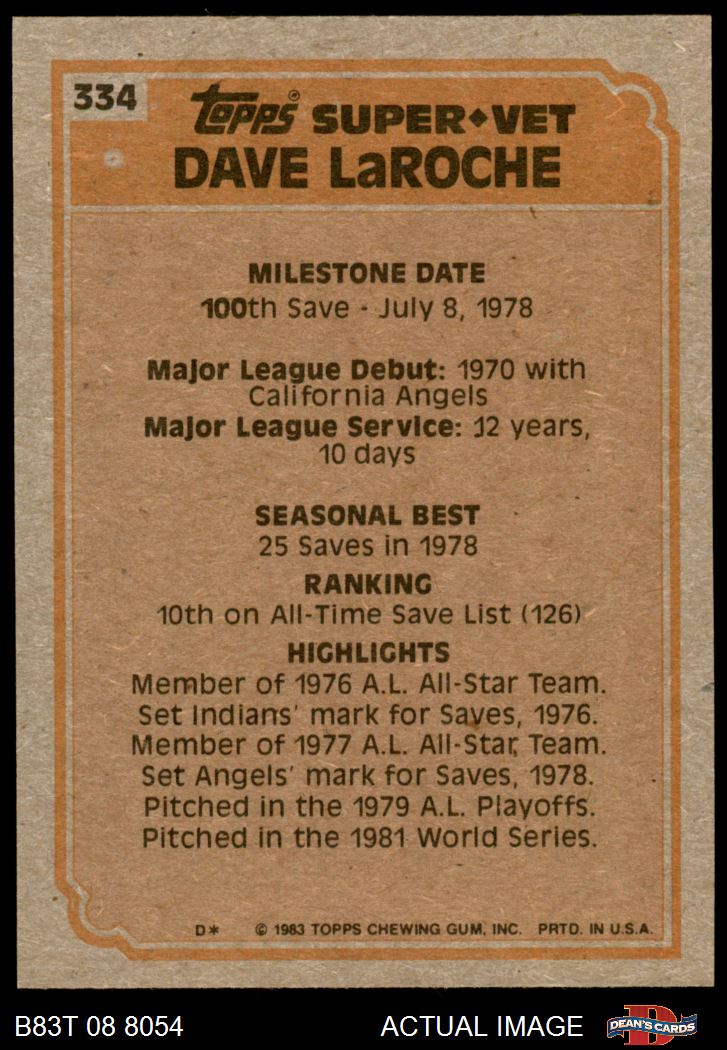 334
Topps® SUPER◆VET
DAVE LaROCHE
MILESTONE DATE
100th Save - July 8, 1978
Major League Debut: 1970 with
California Angels
Major League Service: 12 years,
10 days
SEASONAL BEST
25 Saves in 1978
RANKING
10th on All-Time Save List (126)
HIGHLIGHTS
Member of 1976 A.L. All-Star Team.
Set Indians' mark for Saves, 1976.
Member of 1977 A.L. All-Star Team.
Set Angels' mark for Saves, 1978.
Pitched in the 1979 A.L. Playoffs.
Pitched in the 1981 World Series.
D* © 1983 TOPPS CHEWING GUM, INC. PRTD. IN U.S.A.
B83T 08 8054 ACTUAL IMAGE D DEAN'S CARDS